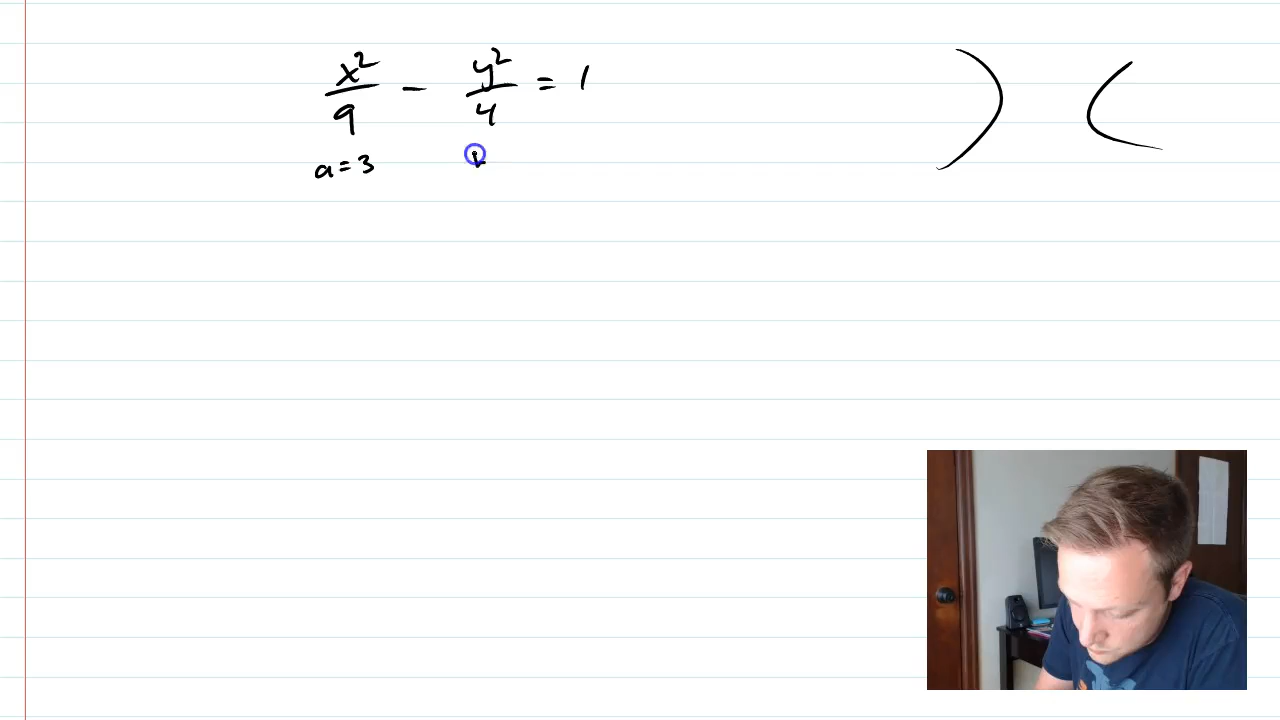 x²/9 - y²/4 = 1
a=3